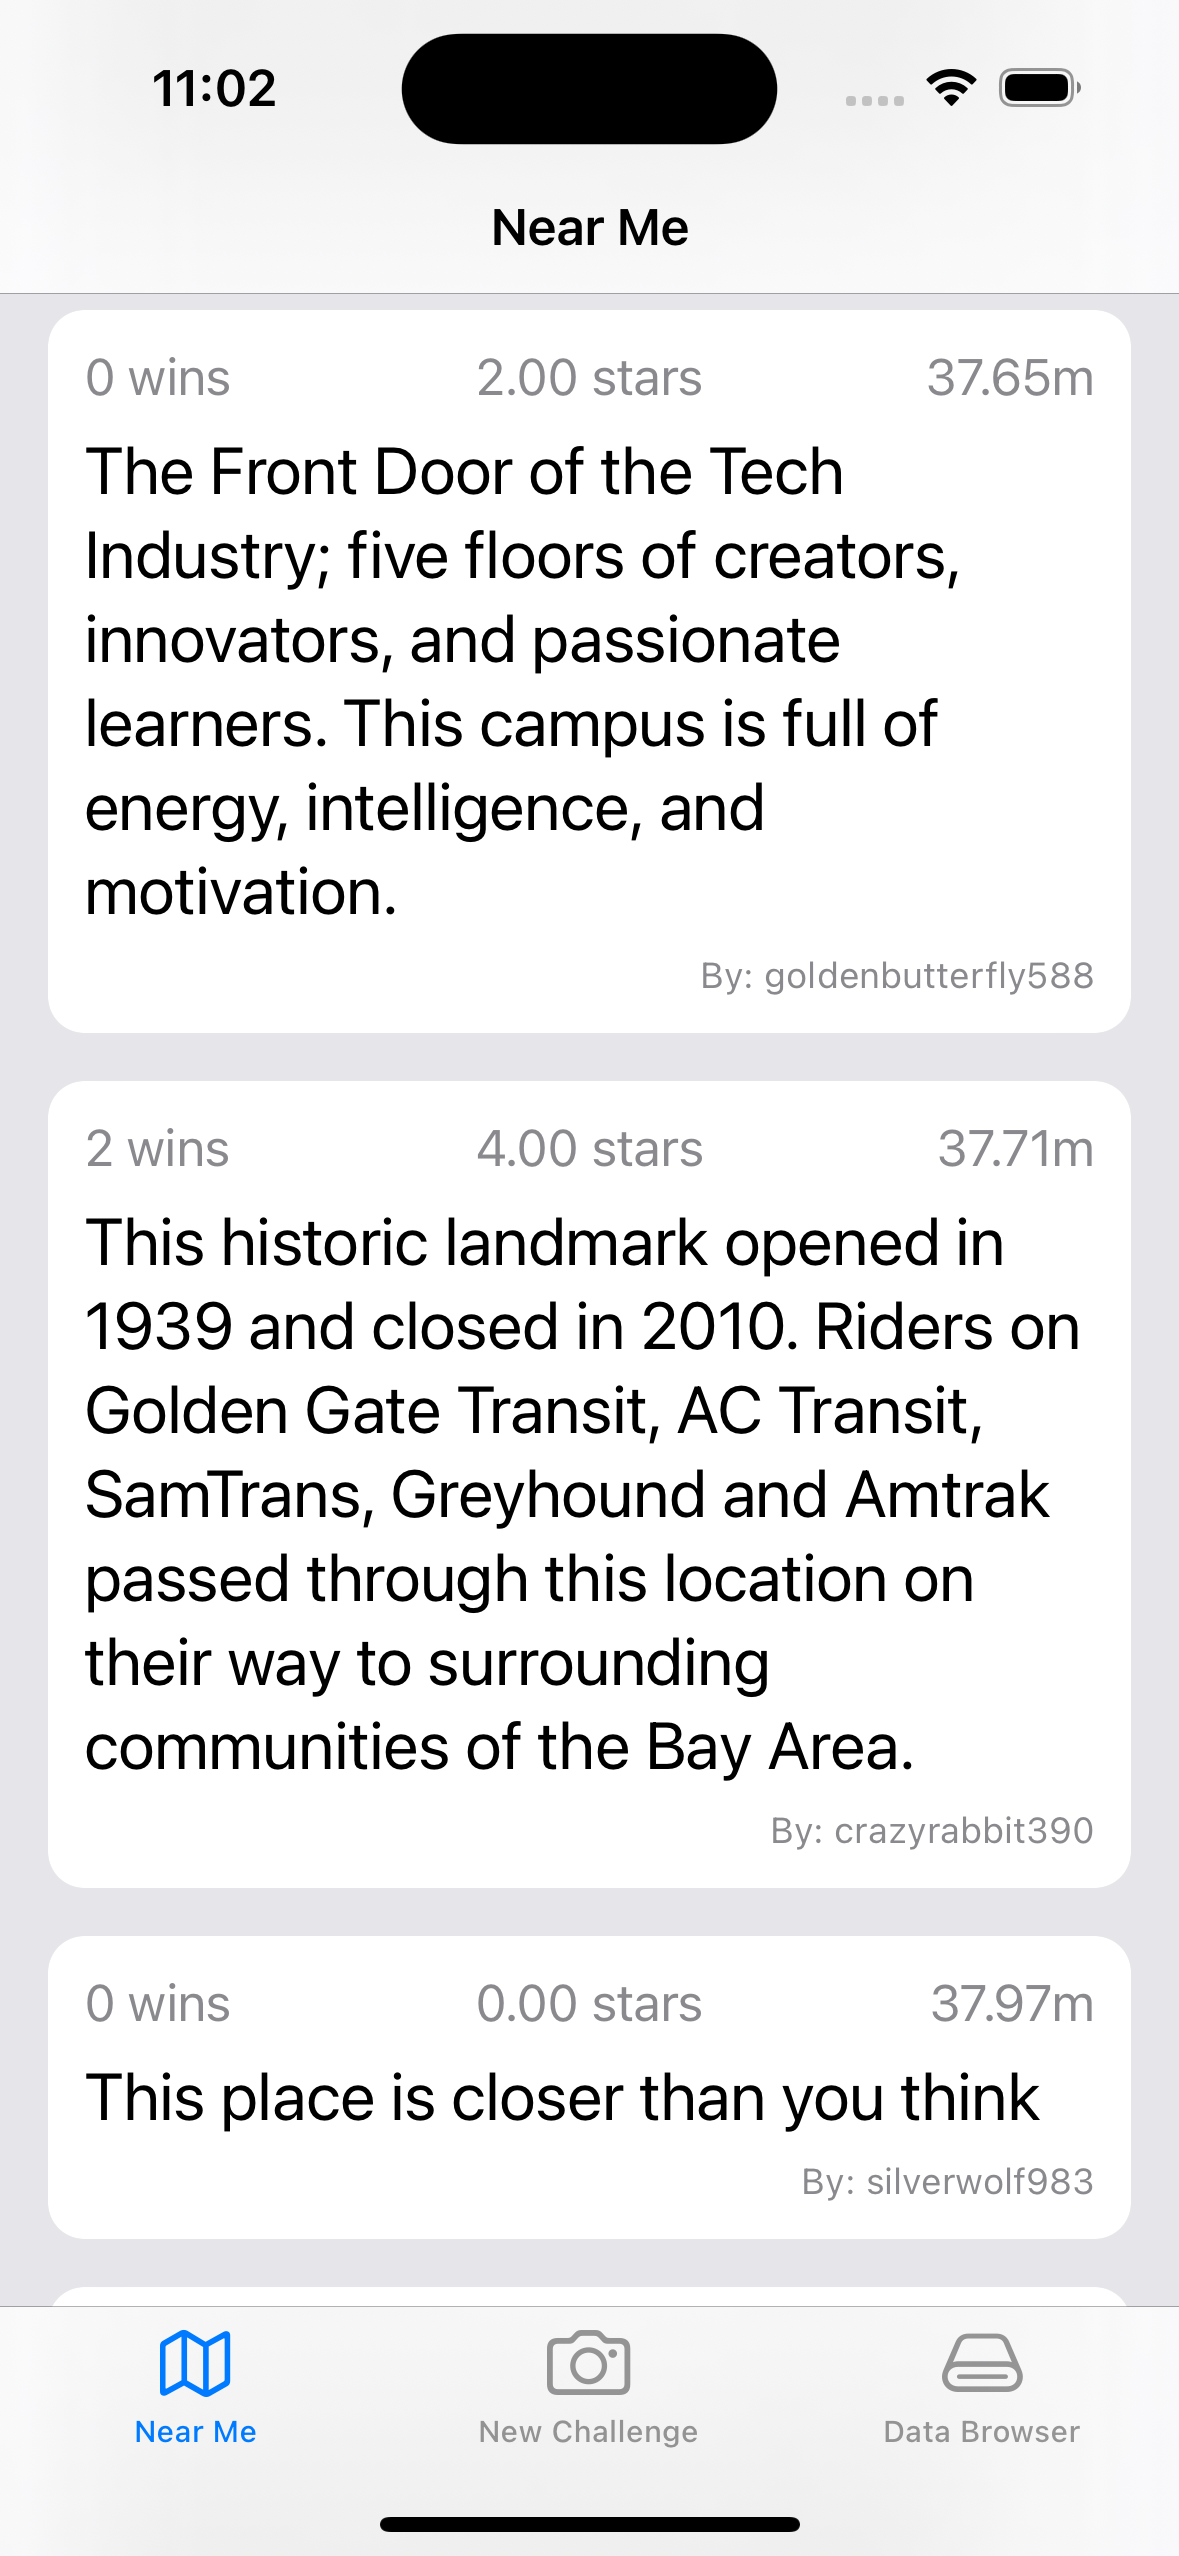 11:02
Near Me
0 wins 2.00 stars 37.65m
The Front Door of the Tech
Industry; five floors of creators,
innovators, and passionate
learners. This campus is full of
energy, intelligence, and
motivation.
By: goldenbutterfly588
2 wins 4.00 stars 37.71m
This historic landmark opened in
1939 and closed in 2010. Riders on
Golden Gate Transit, AC Transit,
SamTrans, Greyhound and Amtrak
passed through this location on
their way to surrounding
communities of the Bay Area.
By: crazyrabbit390
0 wins 0.00 stars 37.97m
This place is closer than you think
By: silverwolf983
Near Me New Challenge Data Browser